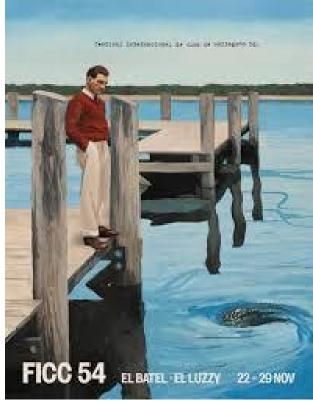 festival internacional de cine de cartagena 54.
FICC 54 EL BATEL · EL LUZZY 22 - 29 NOV